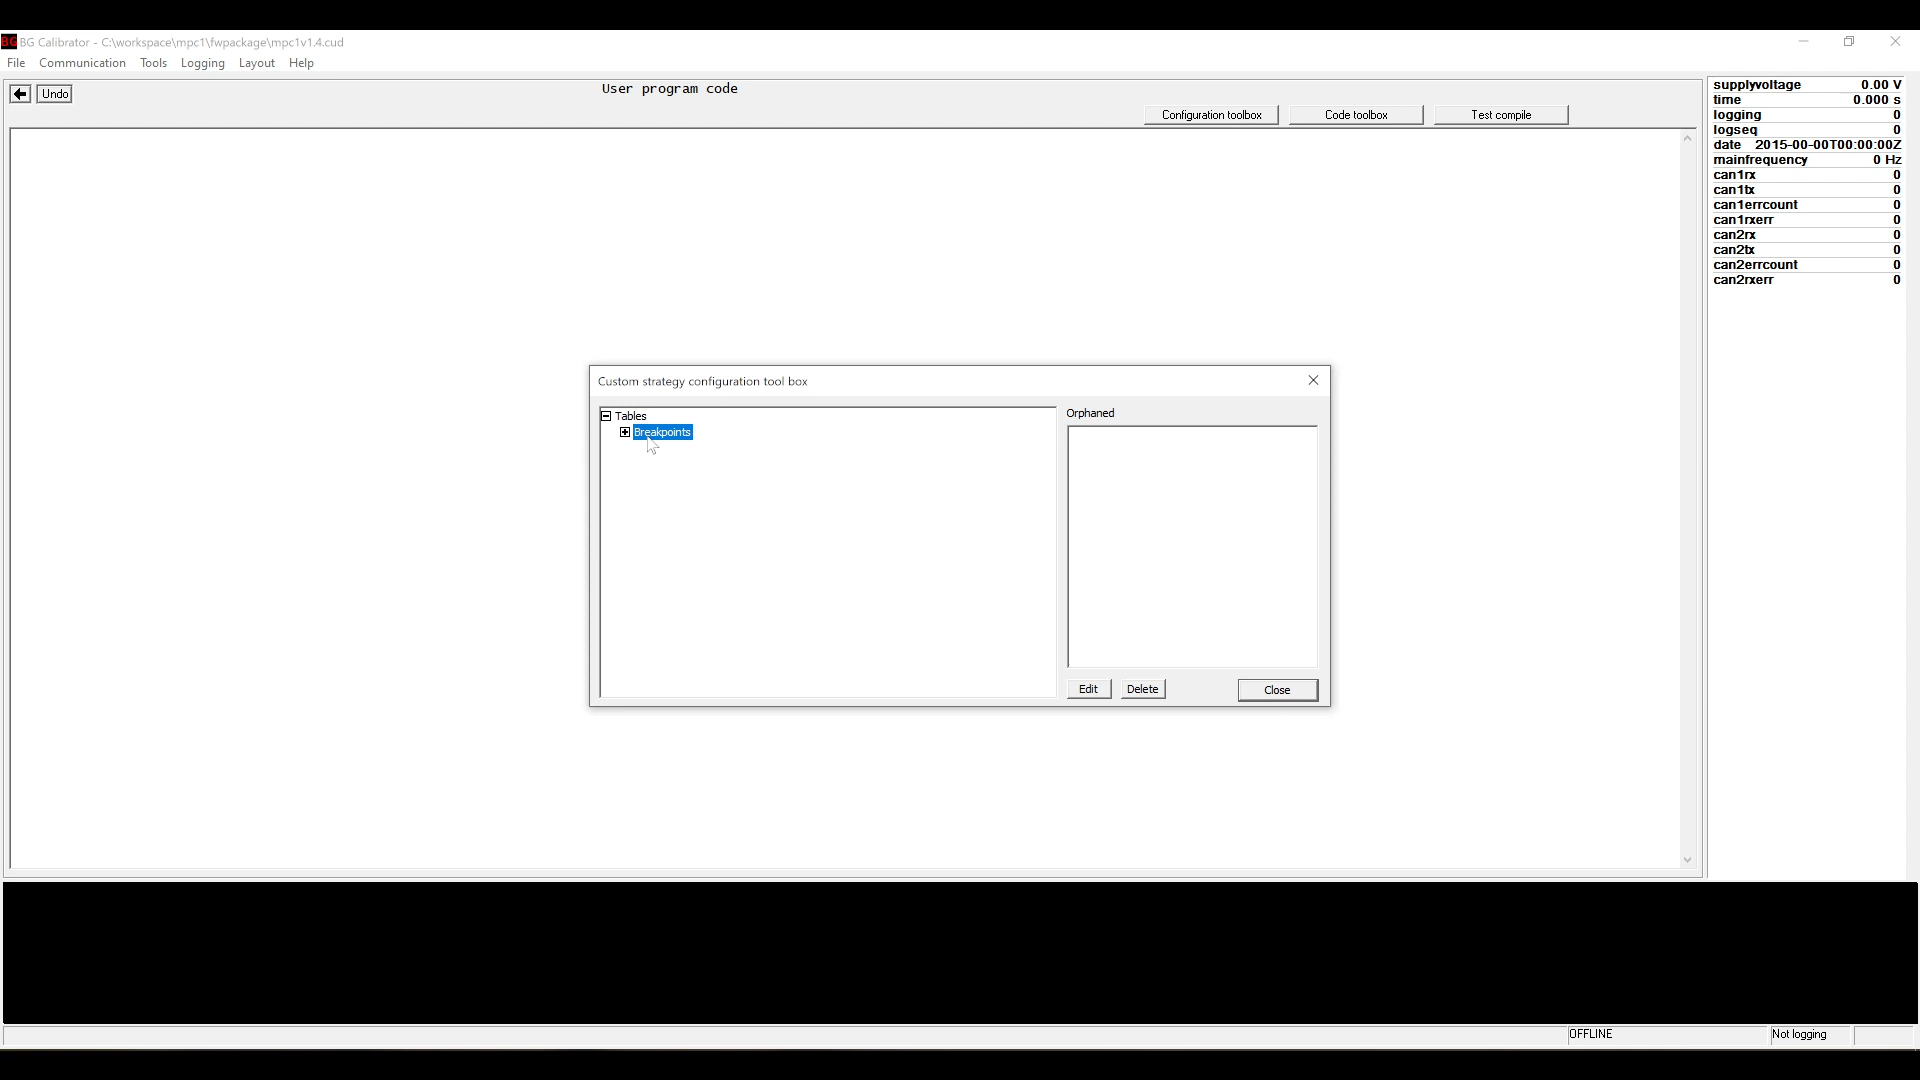 BG BG Calibrator - C:\workspace\mpc1\fwpackage\mpc1v1.4.cud
File Communication Tools Logging Layout Help
Undo
User program code
Configuration toolbox Code toolbox Test compile
supplyvoltage 0.00 V
time 0.000 s
logging 0
logseq 0
date 2015-00-00T00:00:00Z
mainfrequency 0 Hz
can1rx 0
can1tx 0
can1errcount 0
can1rxerr 0
can2rx 0
can2tx 0
can2errcount 0
can2rxerr 0
Custom strategy configuration tool box
Tables
Breakpoints
Orphaned
Edit Delete Close
OFFLINE Not logging